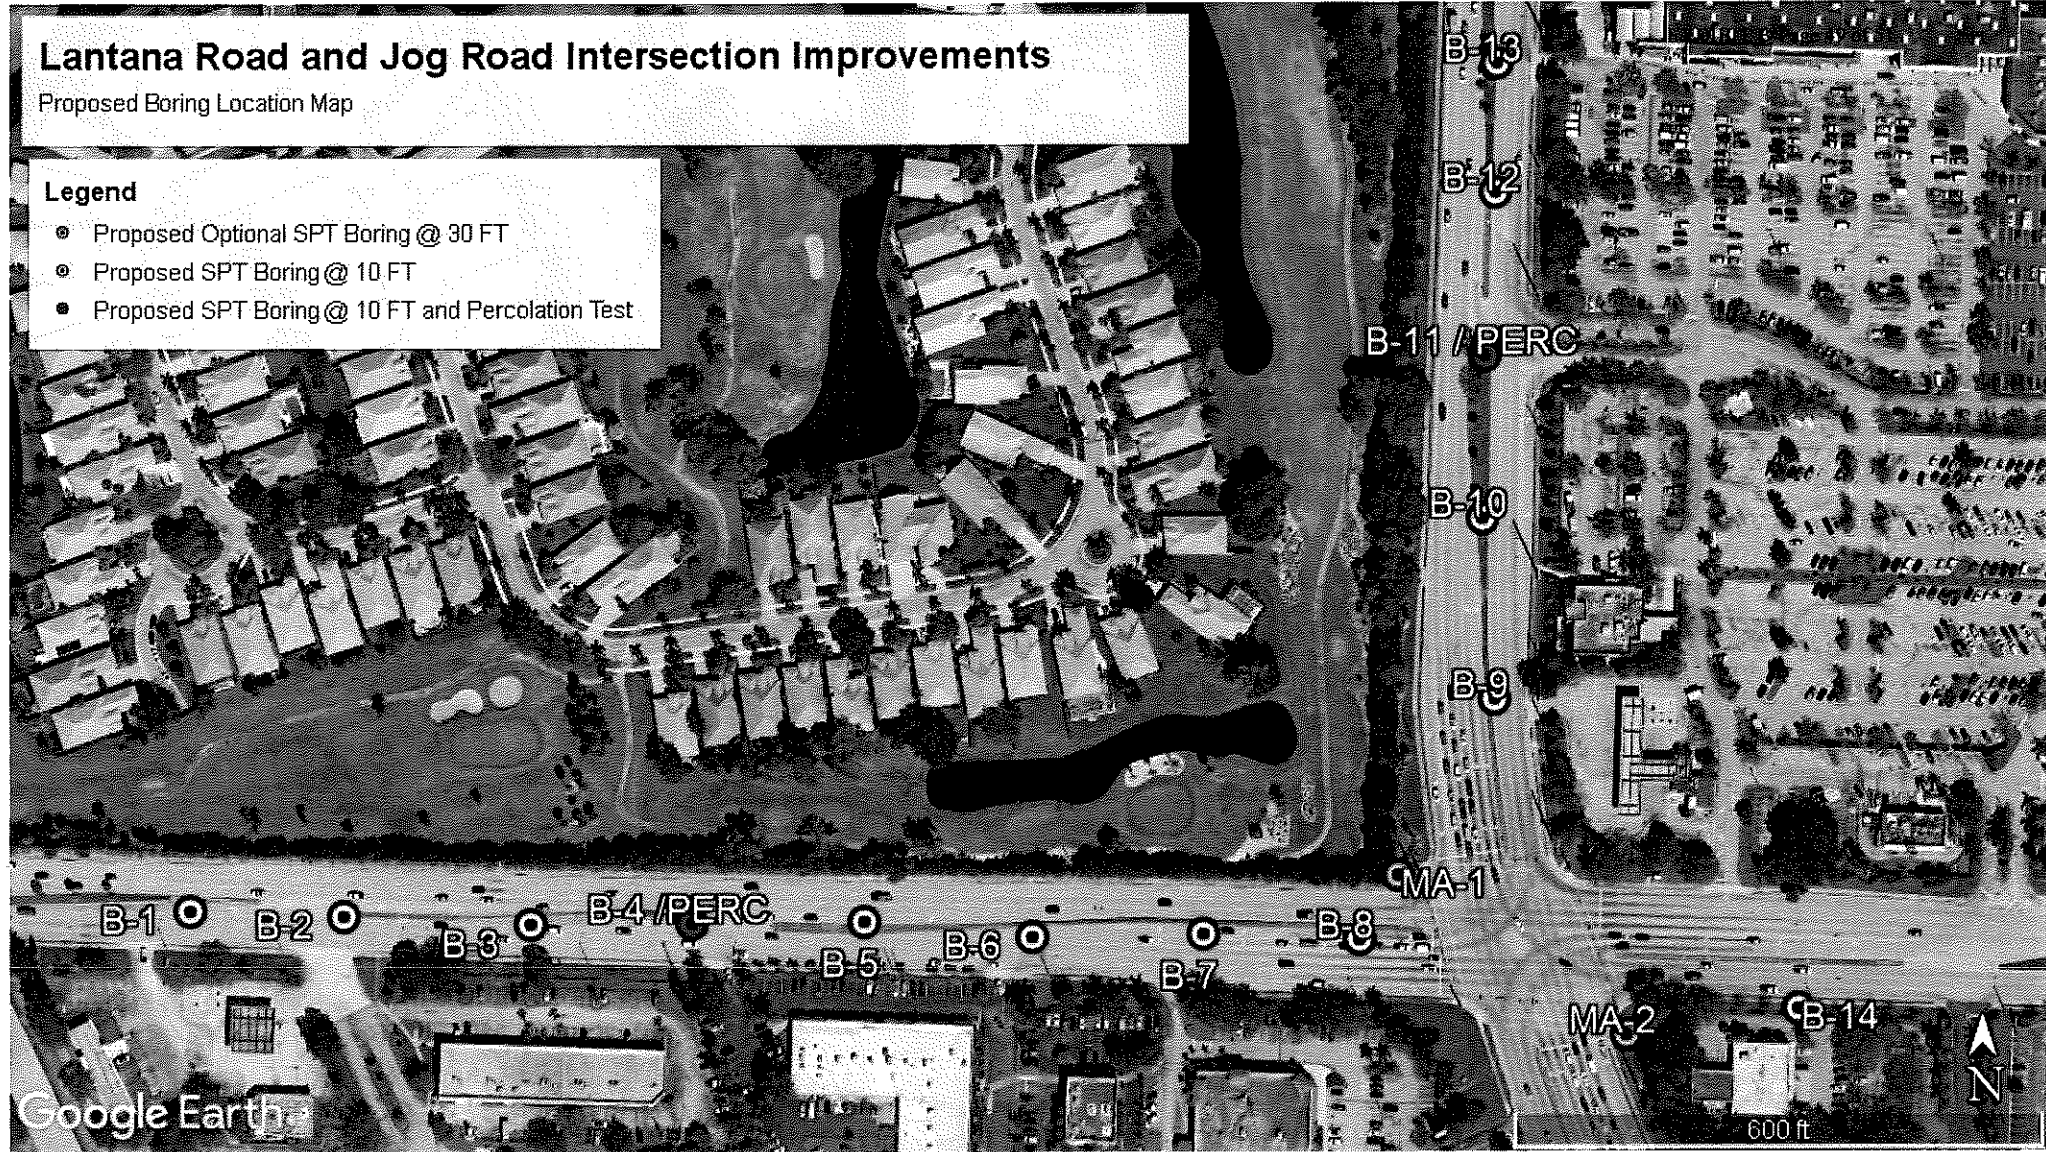 Lantana Road and Jog Road Intersection Improvements
Proposed Boring Location Map
Legend
Proposed Optional SPT Boring @ 30 FT
Proposed SPT Boring @ 10 FT
Proposed SPT Boring @ 10 FT and Percolation Test
B-13
B-12
B-11 / PERC
B-10
B-9
MA-1
B-1
B-2
B-3
B-4 /PERC
B-5
B-6
B-7
B-8
MA-2
B-14
N
Google Earth
600 ft